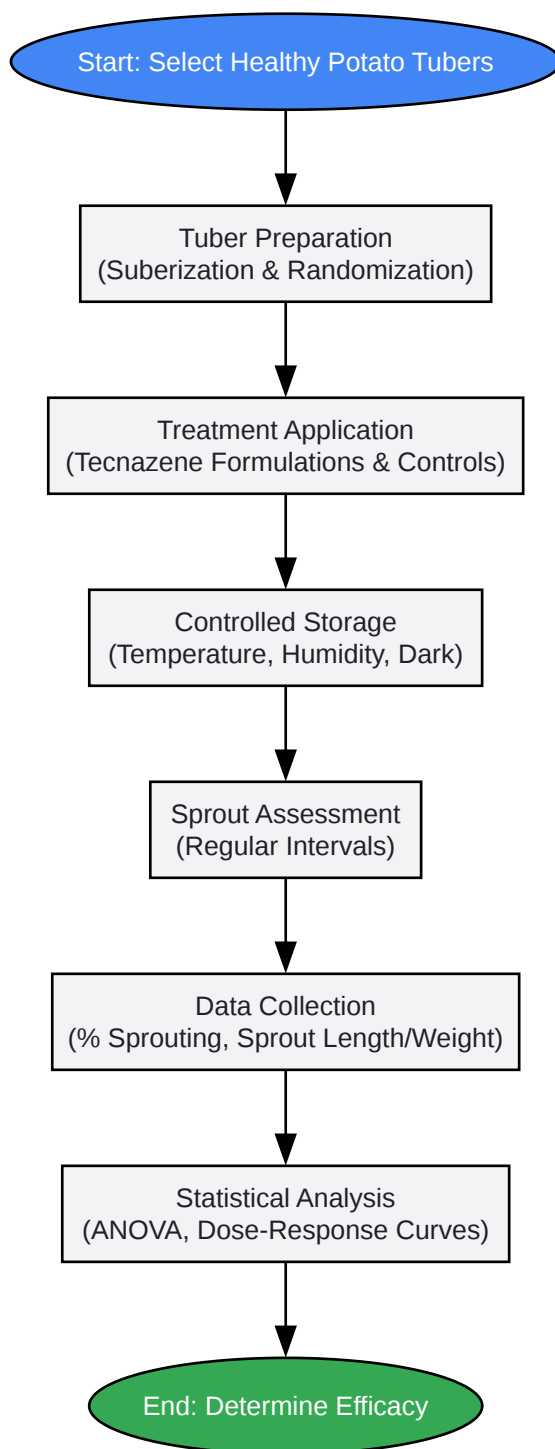 Start: Select Healthy Potato Tubers
Tuber Preparation
(Suberization & Randomization)
Treatment Application
(Tecnazene Formulations & Controls)
Controlled Storage
(Temperature, Humidity, Dark)
Sprout Assessment
(Regular Intervals)
Data Collection
(% Sprouting, Sprout Length/Weight)
Statistical Analysis
(ANOVA, Dose-Response Curves)
End: Determine Efficacy